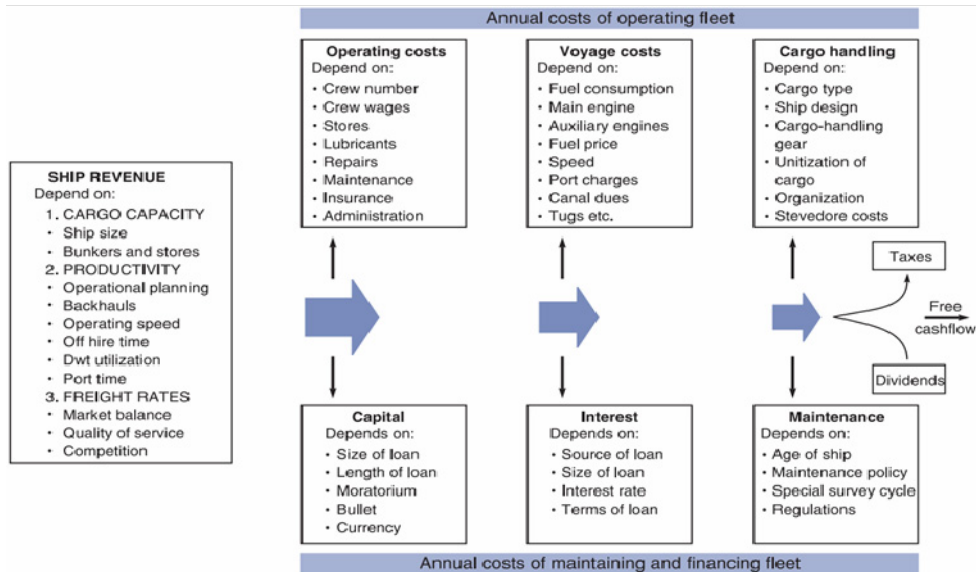 Annual costs of operating fleet
SHIP REVENUE
Depend on:
1. CARGO CAPACITY
• Ship size
• Bunkers and stores
2. PRODUCTIVITY
• Operational planning
• Backhauls
• Operating speed
• Off hire time
• Dwt utilization
• Port time
3. FREIGHT RATES
• Market balance
• Quality of service
• Competition
Operating costs
Depend on:
• Crew number
• Crew wages
• Stores
• Lubricants
• Repairs
• Maintenance
• Insurance
• Administration
Voyage costs
Depend on:
• Fuel consumption
• Main engine
• Auxiliary engines
• Fuel price
• Speed
• Port charges
• Canal dues
• Tugs etc.
Cargo handling
Depend on:
• Cargo type
• Ship design
• Cargo-handling
gear
• Unitization of
cargo
• Organization
• Stevedore costs
Taxes
Free
cashflow
Dividends
Capital
Depends on:
• Size of loan
• Length of loan
• Moratorium
• Bullet
• Currency
Interest
Depends on:
• Source of loan
• Size of loan
• Interest rate
• Terms of loan
Maintenance
Depends on:
• Age of ship
• Maintenance policy
• Special survey cycle
• Regulations
Annual costs of maintaining and financing fleet